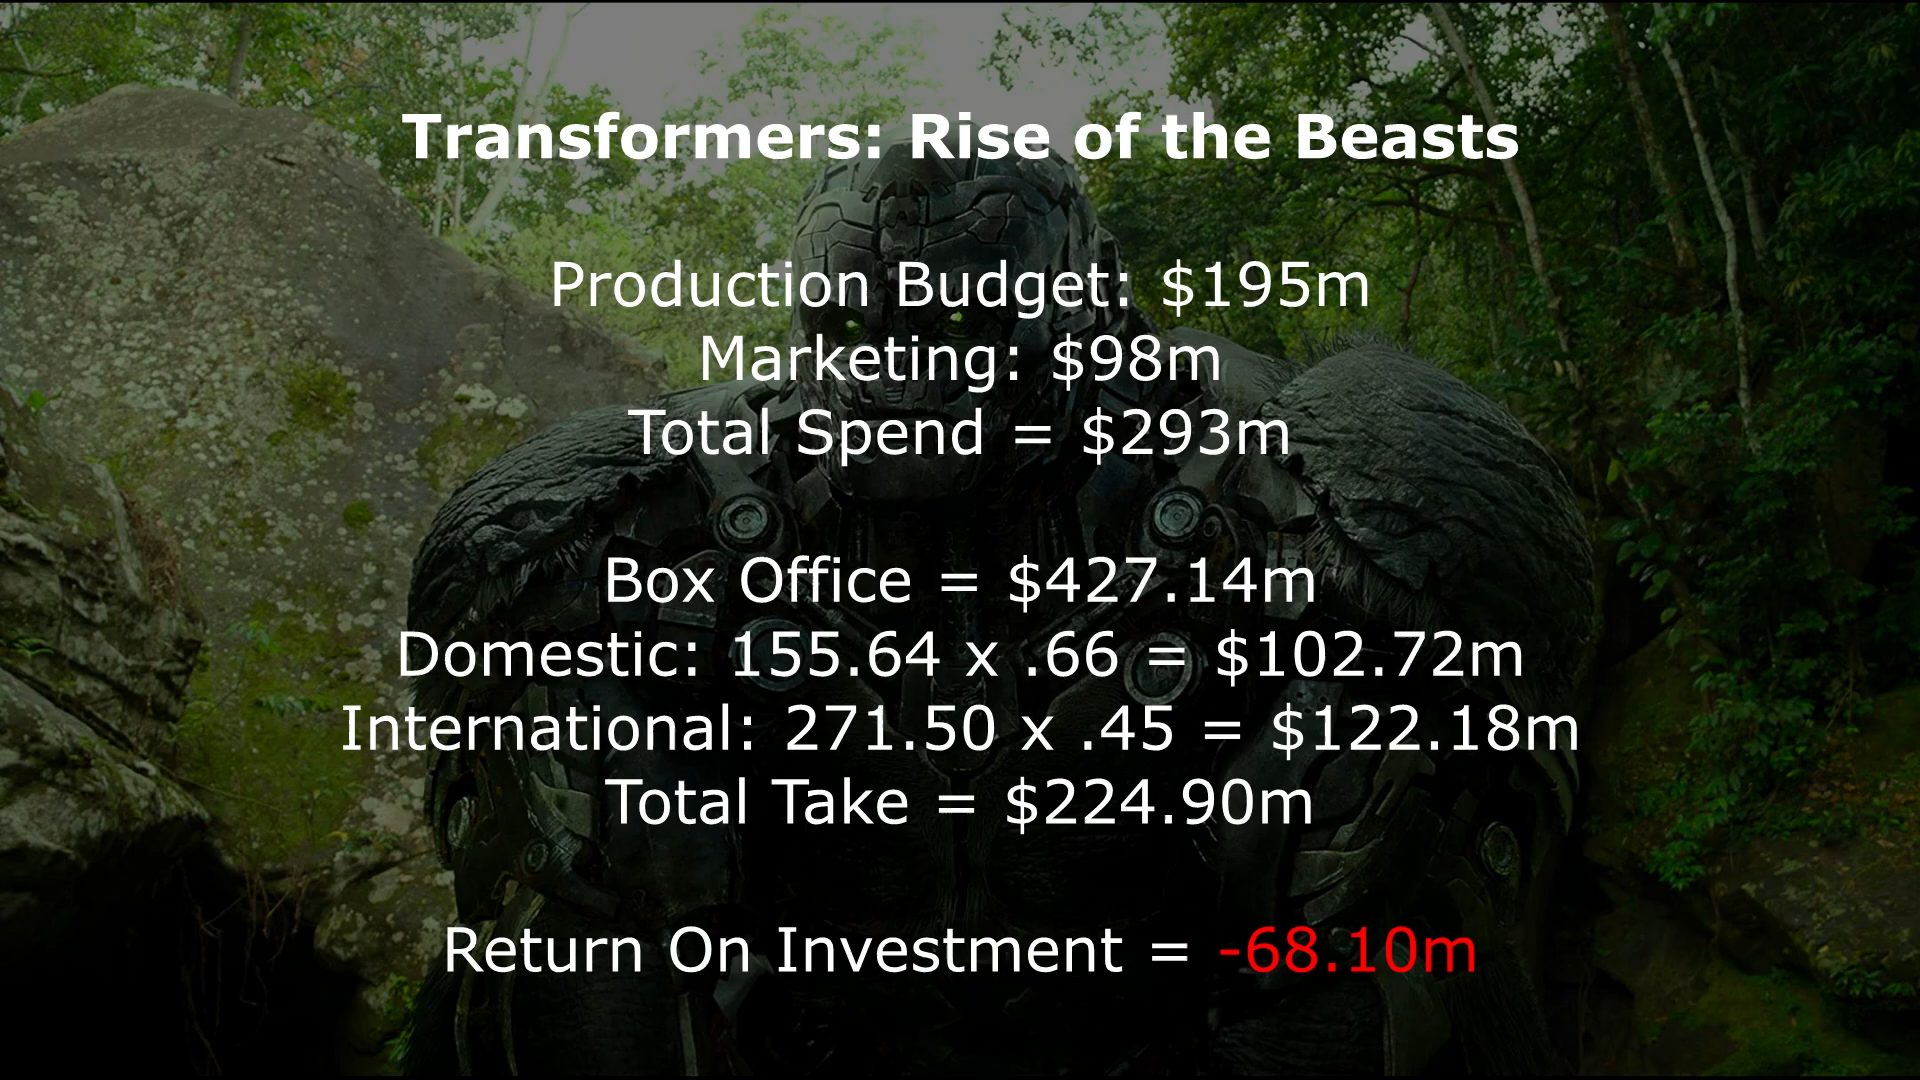 Transformers: Rise of the Beasts
Production Budget: $195m
Marketing: $98m
Total Spend = $293m
Box Office = $427.14m
Domestic: 155.64 x .66 = $102.72m
International: 271.50 x .45 = $122.18m
Total Take = $224.90m
Return On Investment = -68.10m